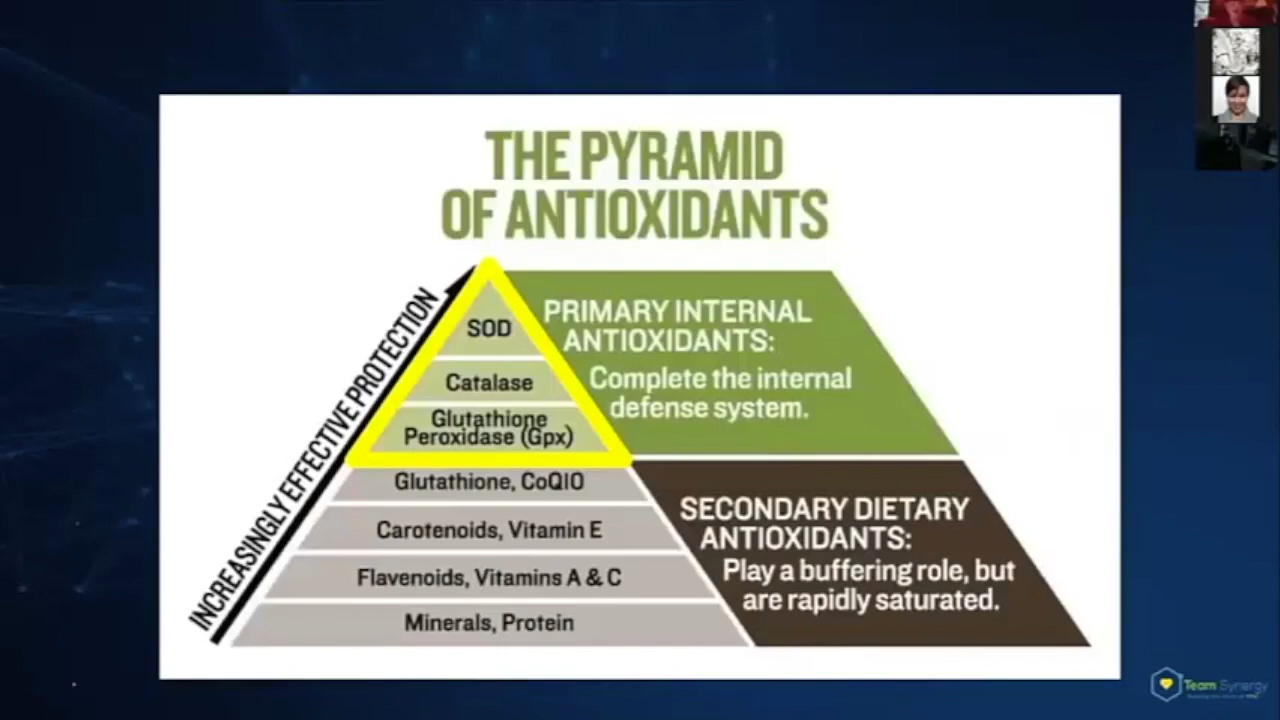 THE PYRAMID
OF ANTIOXIDANTS
INCREASINGLY EFFECTIVE PROTECTION
SOD
Catalase
Glutathione
Peroxidase (Gpx)
Glutathione, CoQ10
Carotenoids, Vitamin E
Flavenoids, Vitamins A & C
Minerals, Protein
PRIMARY INTERNAL
ANTIOXIDANTS:
Complete the internal
defense system.
SECONDARY DIETARY
ANTIOXIDANTS:
Play a buffering role, but
are rapidly saturated.
Team Synergy